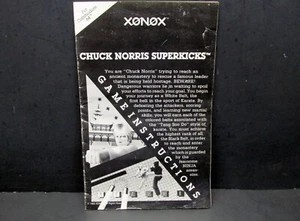 XONOX
CHUCK NORRIS SUPERKICKS™
You are "Chuck Norris" trying to reach an
ancient monastery to rescue a famous leader
that is being held hostage. BEWARE!
Dangerous warriors lie in waiting to spoil
your efforts to reach your goal. You begin
your journey as a White Belt, the
first belt in the sport of Karate. By
defeating the attackers, scoring
points, and learning new martial
skills, you will earn each of the
colored belts associated with
the "Tang Soo Do" style of
karate. You must achieve
the highest rank of all
the Black Belt, in order
to reach and enter
the monastery
which is guarded
by the
NINJA
GAME INSTRUCTIONS